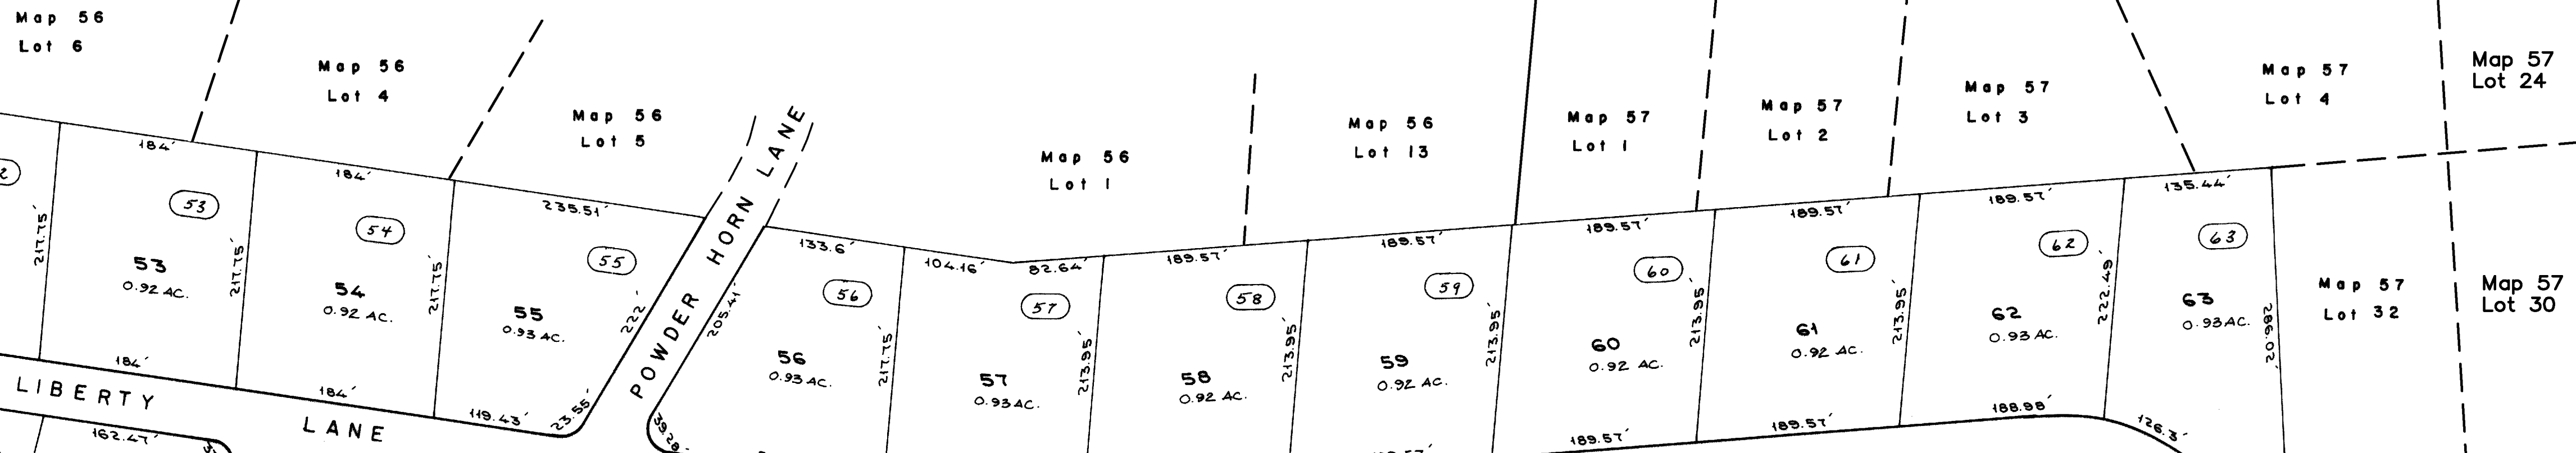 Map 56
Lot 6
Map 56
Lot 4
Map 56
Lot 5
Map 56
Lot 1
Map 56
Lot 13
Map 57
Lot 1
Map 57
Lot 2
Map 57
Lot 3
Map 57
Lot 4
Map 57
Lot 24
184'
184'
235.51'
133.6'
104.16'
82.64'
189.57'
189.57'
189.57'
189.57'
189.57'
135.44'
2
53
54
55
56
57
58
59
60
61
62
63
217.75'
53
0.92 AC.
217.75'
54
0.92 AC.
217.75'
55
0.93 AC.
222'
POWDER HORN LANE
205.41'
56
0.93 AC.
217.75'
57
0.93 AC.
213.95'
58
0.92 AC.
213.95'
59
0.92 AC.
213.95'
60
0.92 AC.
213.95'
61
0.92 AC.
213.95'
62
0.93 AC.
222.49'
63
0.93 AC.
286.02'
Map 57
Lot 32
Map 57
Lot 30
184'
184'
119.43'
23.55'
39.28'
189.57'
189.57'
188.98'
126.3'
LIBERTY LANE
162.47'